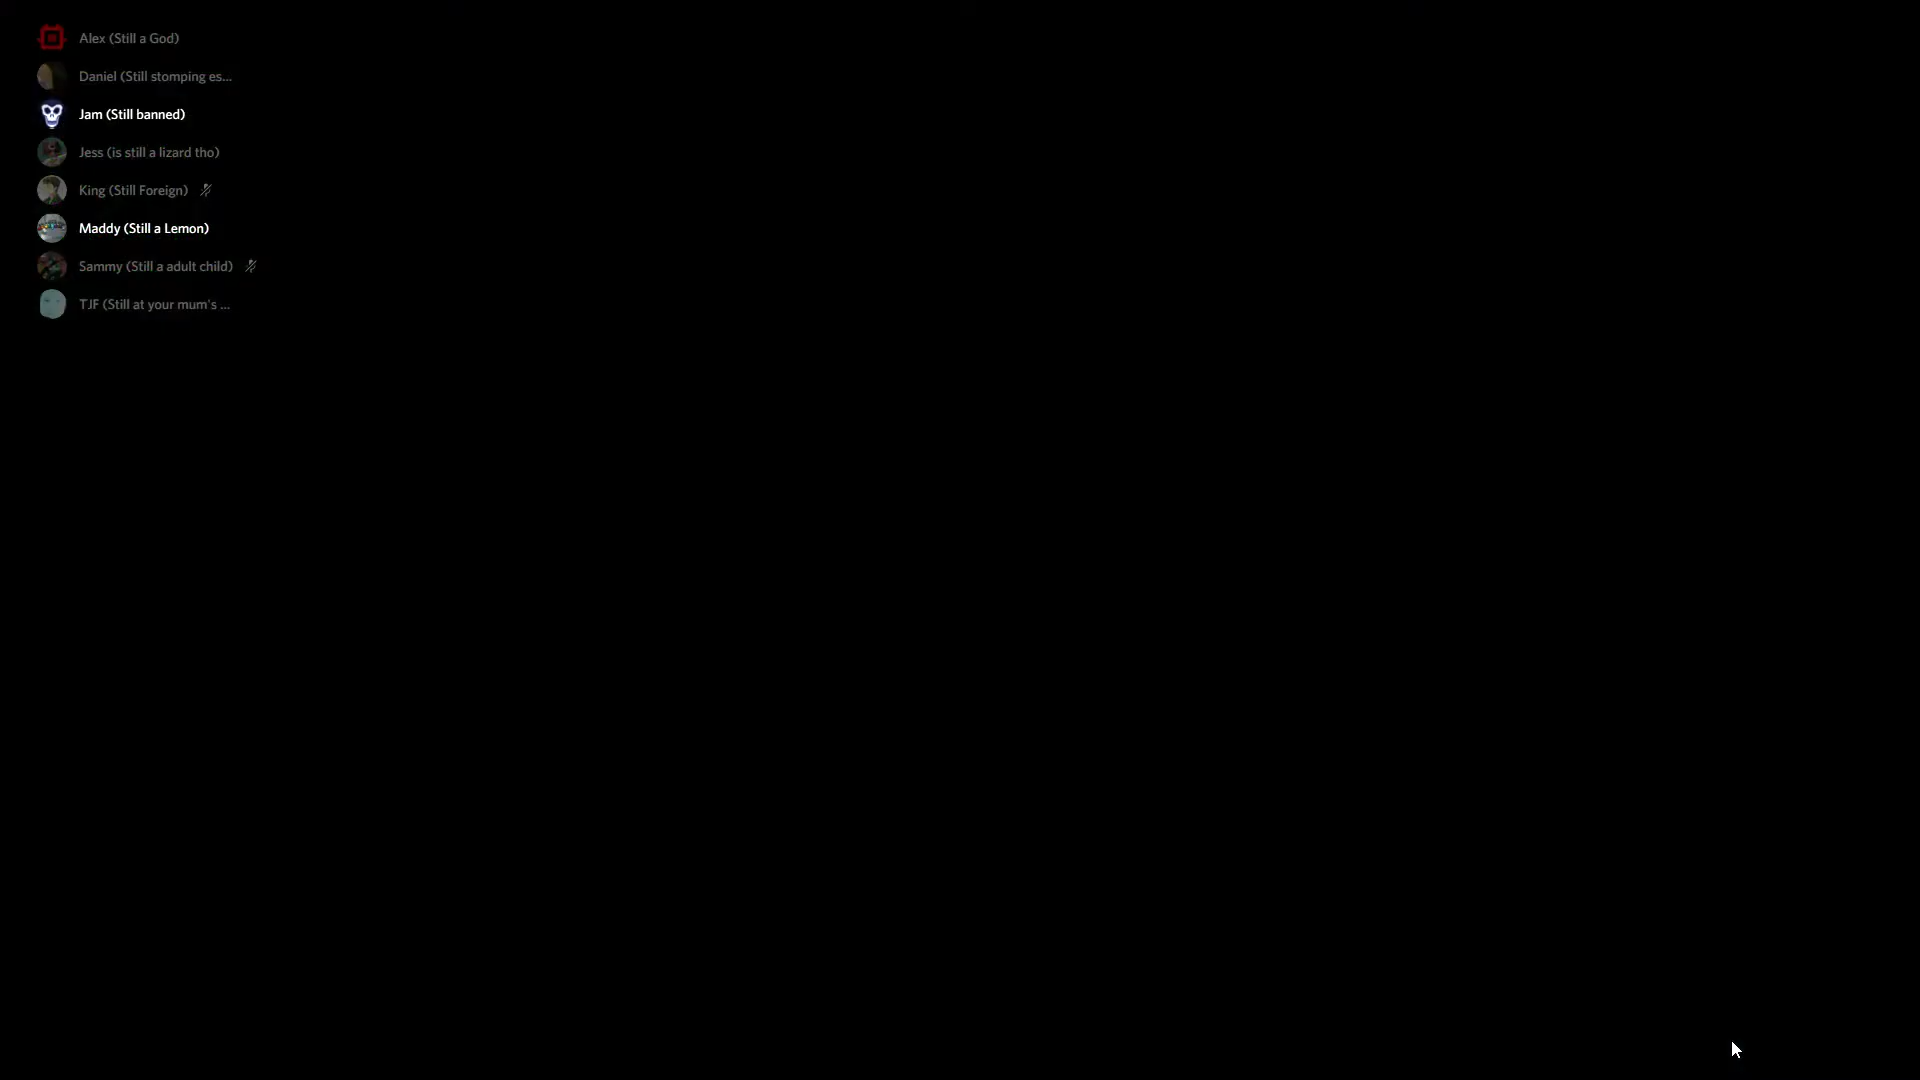 Alex (Still a God)
Daniel (Still stomping es...
Jam (Still banned)
Jess (is still a lizard tho)
King (Still Foreign)
Maddy (Still a Lemon)
Sammy (Still a adult child)
TJF (Still at your mum's ...